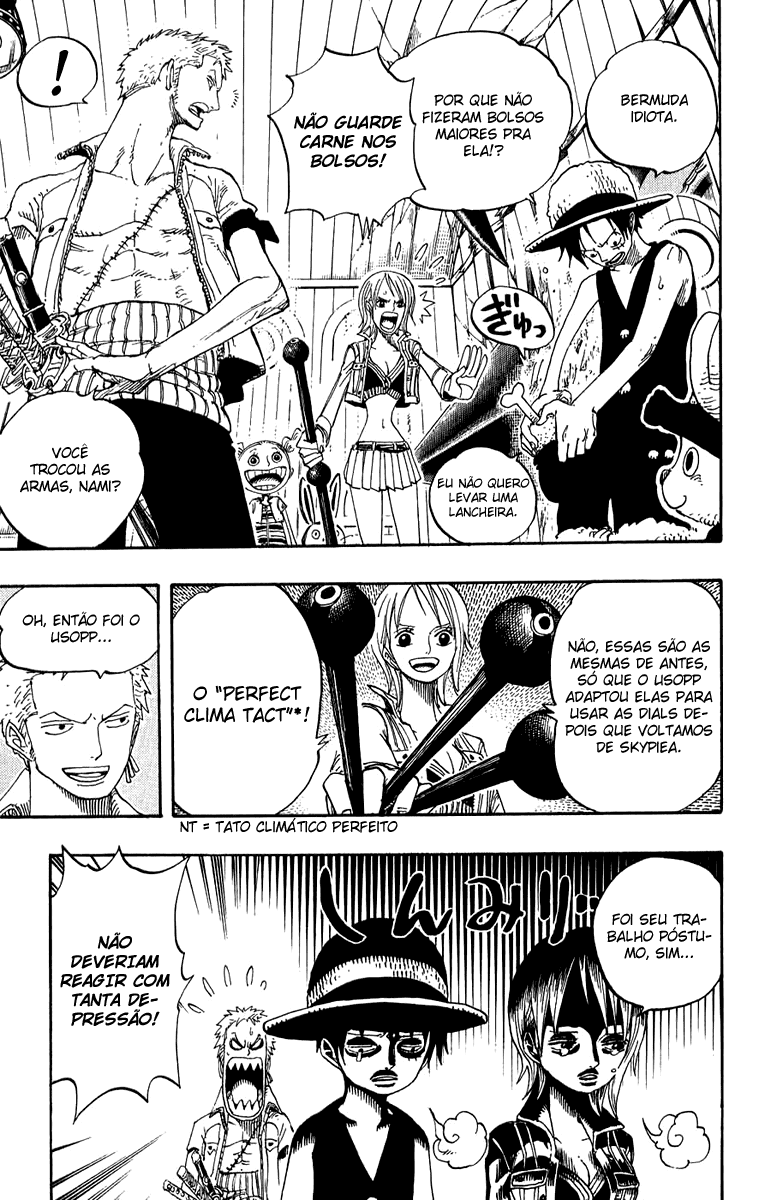 BERMUDA
IDIOTA.
POR QUE NÃO
FIZERAM BOLSOS
MAIORES PRA
ELA!?
NÃO GUARDE
CARNE NOS
BOLSOS!
!
ぎゅっ
EU NÃO QUERO
LEVAR UMA
LANCHEIRA.
VOCÊ
TROCOU AS
ARMAS, NAMI?
NÃO, ESSAS SÃO AS
MESMAS DE ANTES,
SÓ QUE O USOPP
ADAPTOU ELAS PARA
USAR AS DIALS DE-
POIS QUE VOLTAMOS
DE SKYPIEA.
O "PERFECT
CLIMA TACT"*!
OH, ENTÃO FOI O
USOPP...
NT = TATO CLIMÁTICO PERFEITO
FOI SEU TRA-
BALHO PÓSTU-
MO, SIM...
しんみり
NÃO
DEVERIAM
REAGIR COM
TANTA DE-
PRESSÃO!